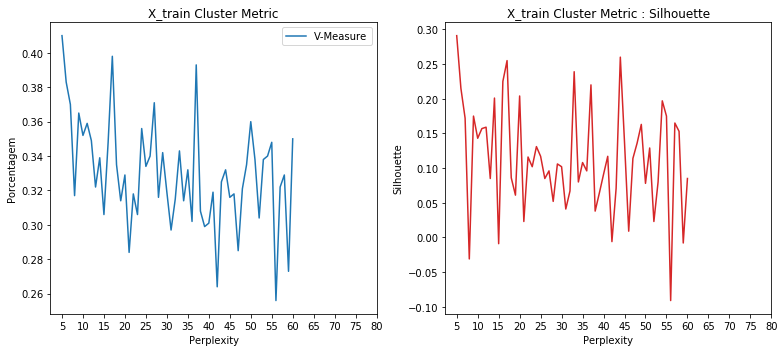 X_train Cluster Metric
V-Measure
Porcentagem
0.40
0.38
0.36
0.34
0.32
0.30
0.28
0.26
5 10 15 20 25 30 35 40 45 50 55 60 65 70 75 80
Perplexity
X_train Cluster Metric : Silhouette
Silhouette
0.30
0.25
0.20
0.15
0.10
0.05
0.00
−0.05
−0.10
5 10 15 20 25 30 35 40 45 50 55 60 65 70 75 80
Perplexity